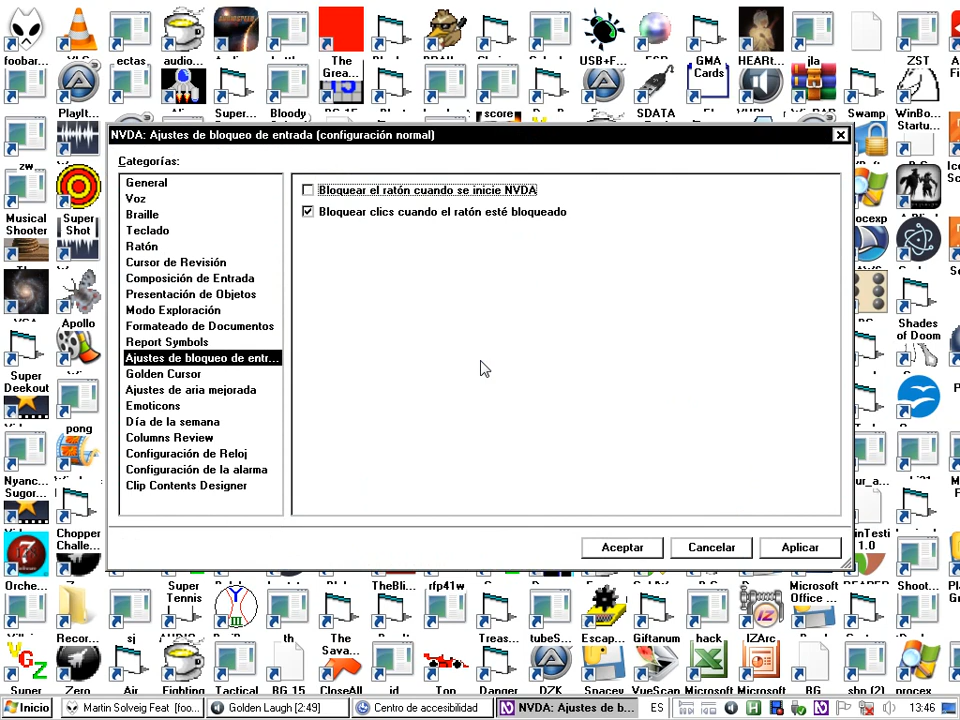 foobar...
ectas
audio...
The Grea...
USB+F...
GMA Cards
HEARt...
jla
ZST
PlayIt...
Super...
Bloody
score
SDATA
Swamp
WinBo... Startu...
NVDA: Ajustes de bloqueo de entrada (configuración normal)
Categorías:
General
Voz
Braille
Teclado
Ratón
Cursor de Revisión
Composición de Entrada
Presentación de Objetos
Modo Exploración
Formateado de Documentos
Report Symbols
Ajustes de bloqueo de entr...
Golden Cursor
Ajustes de aria mejorada
Emoticons
Día de la semana
Columns Review
Configuración de Reloj
Configuración de la alarma
Clip Contents Designer
Bloquear el ratón cuando se inicie NVDA
Bloquear clics cuando el ratón esté bloqueado
Aceptar
Cancelar
Aplicar
zw
Musical Shooter
Super Shot
Apollo
Super Deekout
pong
Nyanc... Sugor...
Chopper Challe...
Orche...
procexp
Shades of Doom
Super Tennis
TheBli...
rfp41w
Microsoft Office ...
Shoot...
Recor...
sj
th
The Sava...
Treas...
tubeS...
Escap...
Giftanum
hack
IZArc
Super
Zero
Air
Fighting
Tactical
BG 15
CloseAll
id
Top
Danger
DZK
Spacey
VueScan
Microsoft
Microsoft
BG
sbp (2)
procex
Inicio
Martin Solveig Feat [foo...
Golden Laugh [2:49]
Centro de accesibilidad
NVDA: Ajustes de b...
ES
13:46